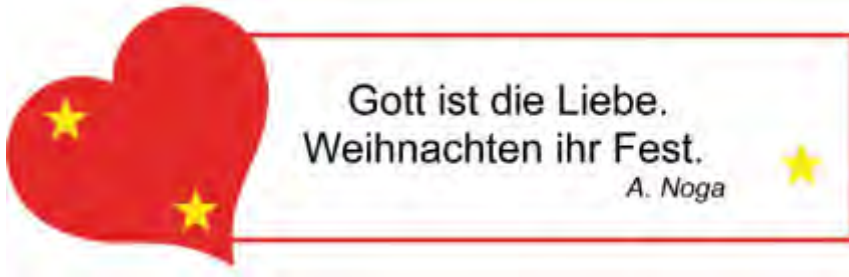 Gott ist die Liebe.
Weihnachten ihr Fest.
A. Noga